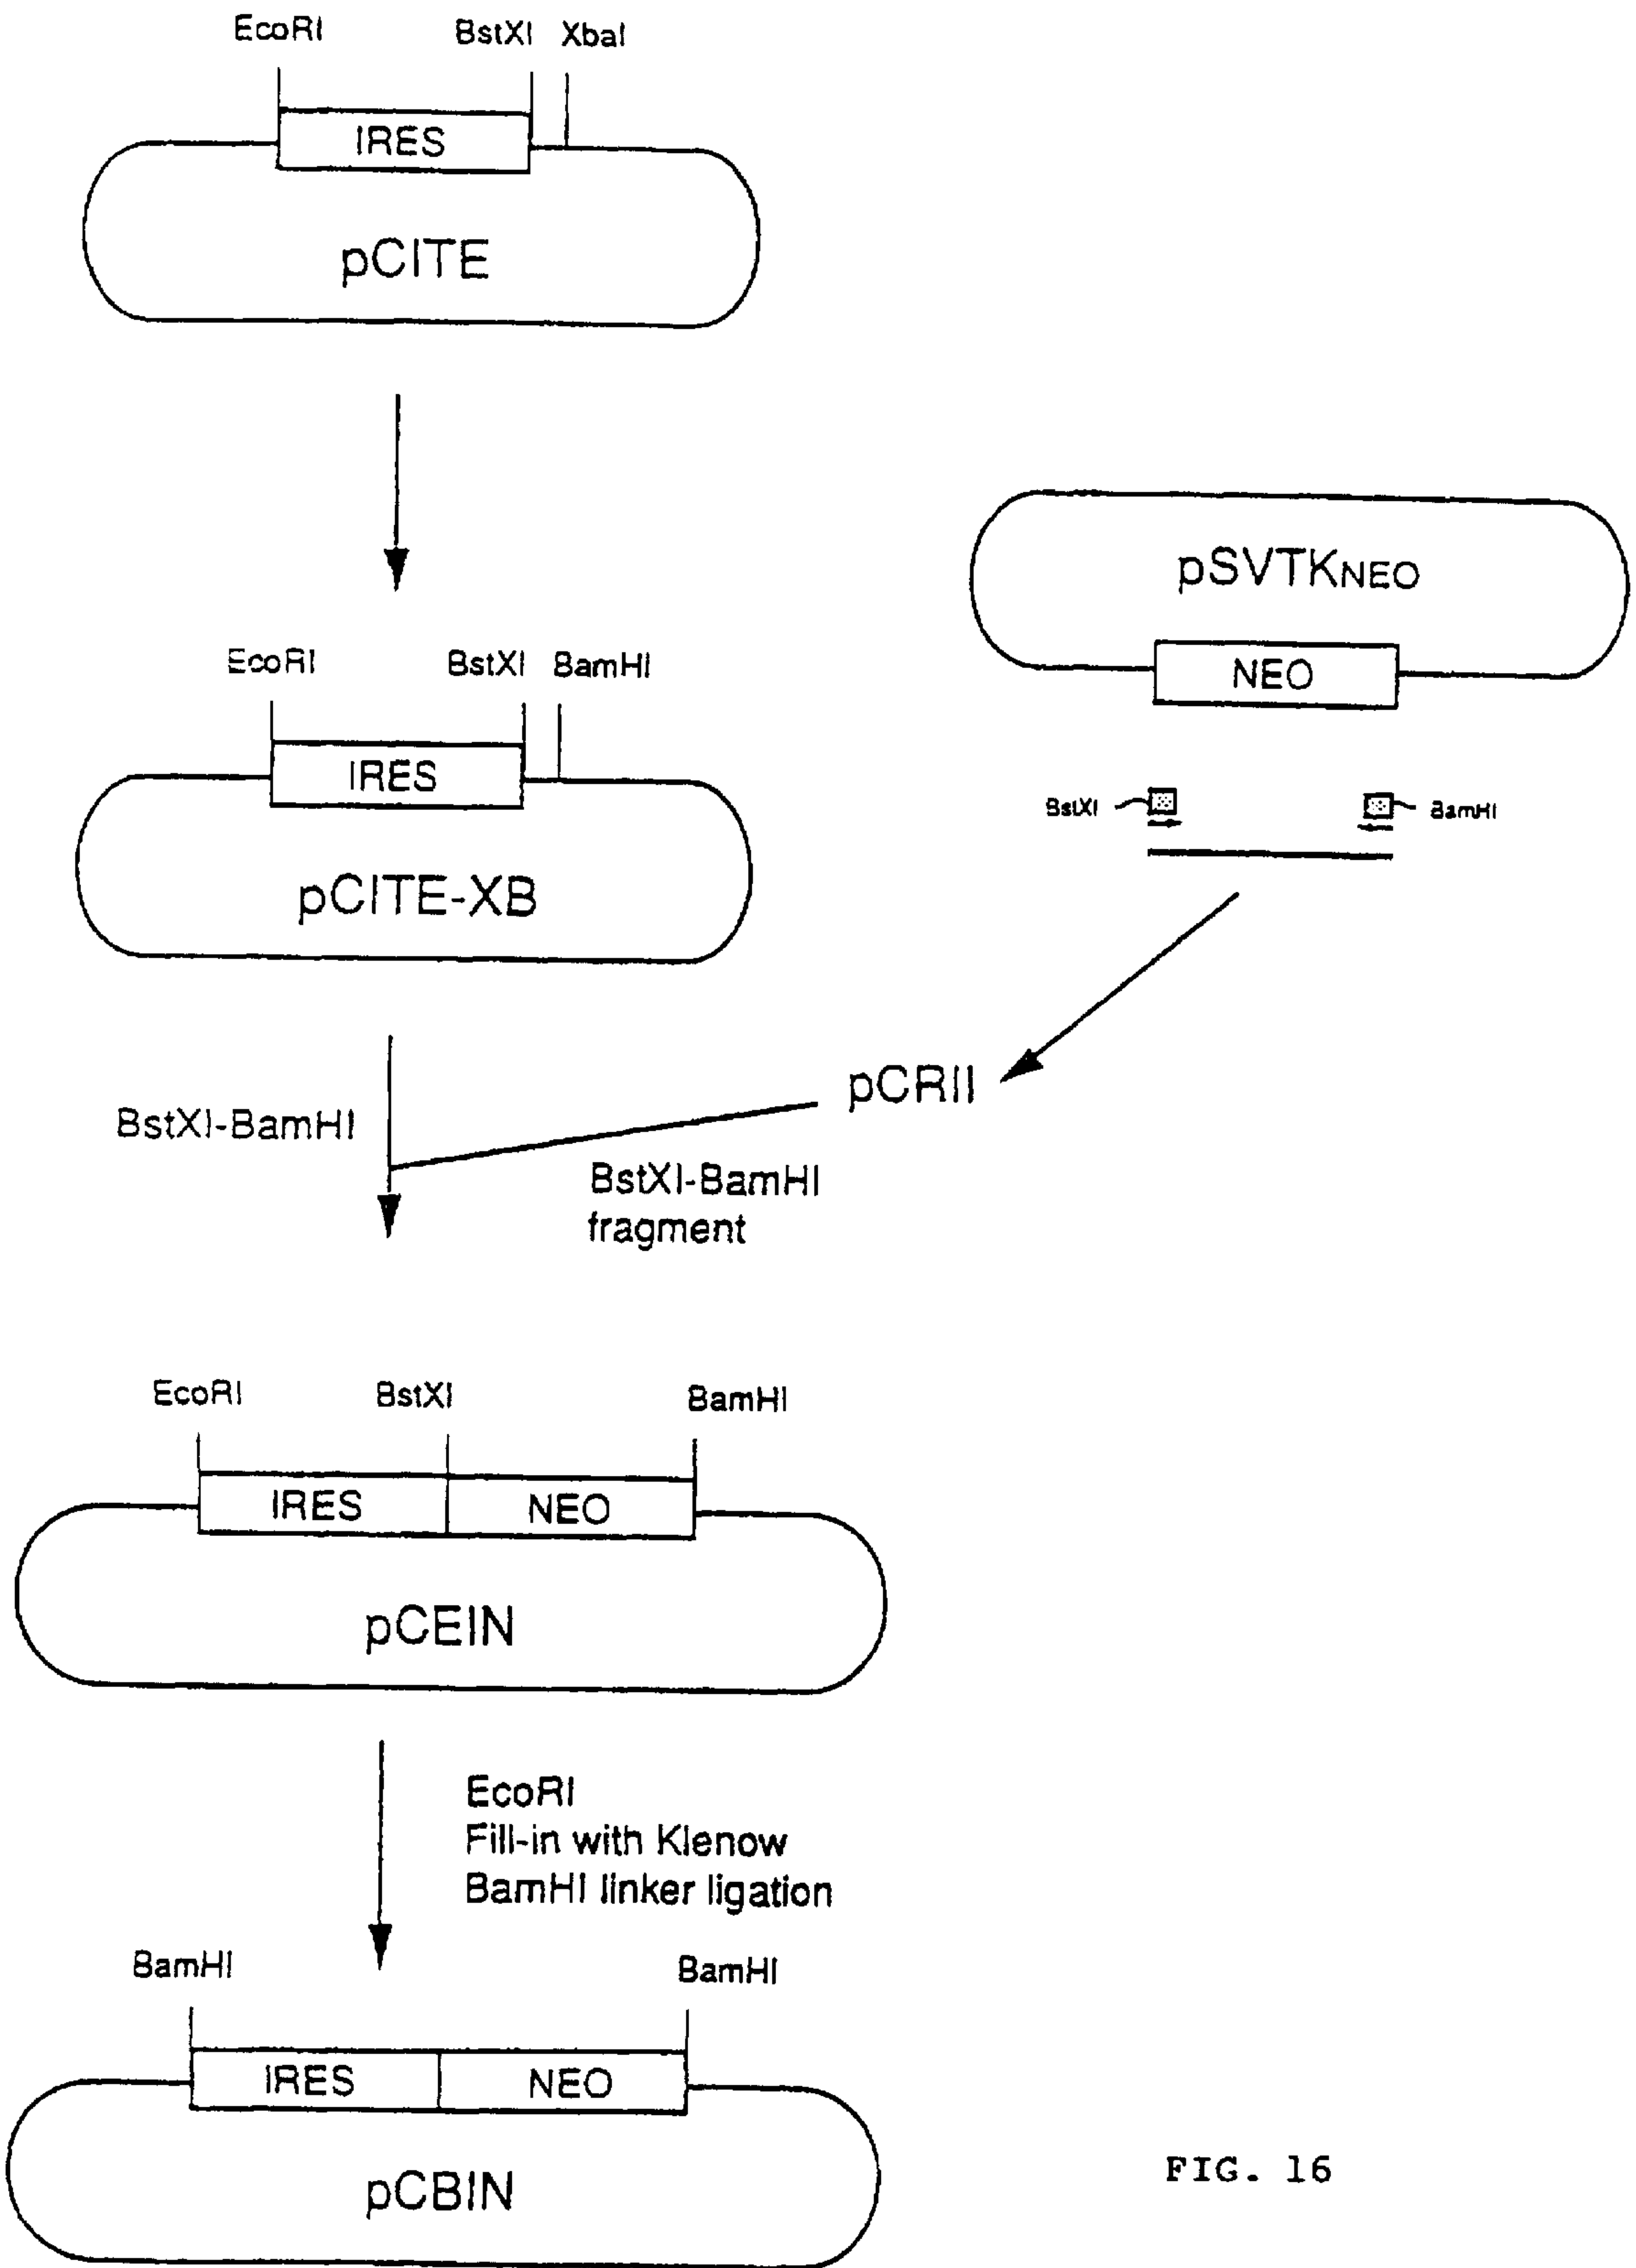 EcoRI BstXI XbaI
IRES
pCITE
pSVTKNEO
NEO
EcoRI BstXI BamHI
IRES
BstXI BamHI
pCITE-XB
pCRII
BstXI-BamHI
BstXI-BamHI
fragment
EcoRI BstXI BamHI
IRES NEO
pCEIN
EcoRI
Fill-in with Klenow
BamHI linker ligation
BamHI BamHI
IRES NEO
pCBIN
FIG. 16